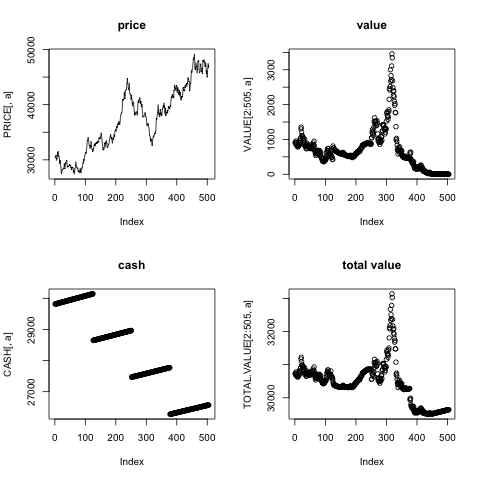 price
PRICE[, a]
30000
40000
50000
0 100 200 300 400 500
Index
value
VALUE[2:505, a]
0
1000
3000
0 100 200 300 400 500
Index
cash
CASH[, a]
27000
29000
0 100 200 300 400 500
Index
total value
TOTAL.VALUE[2:505, a]
30000
32000
0 100 200 300 400 500
Index